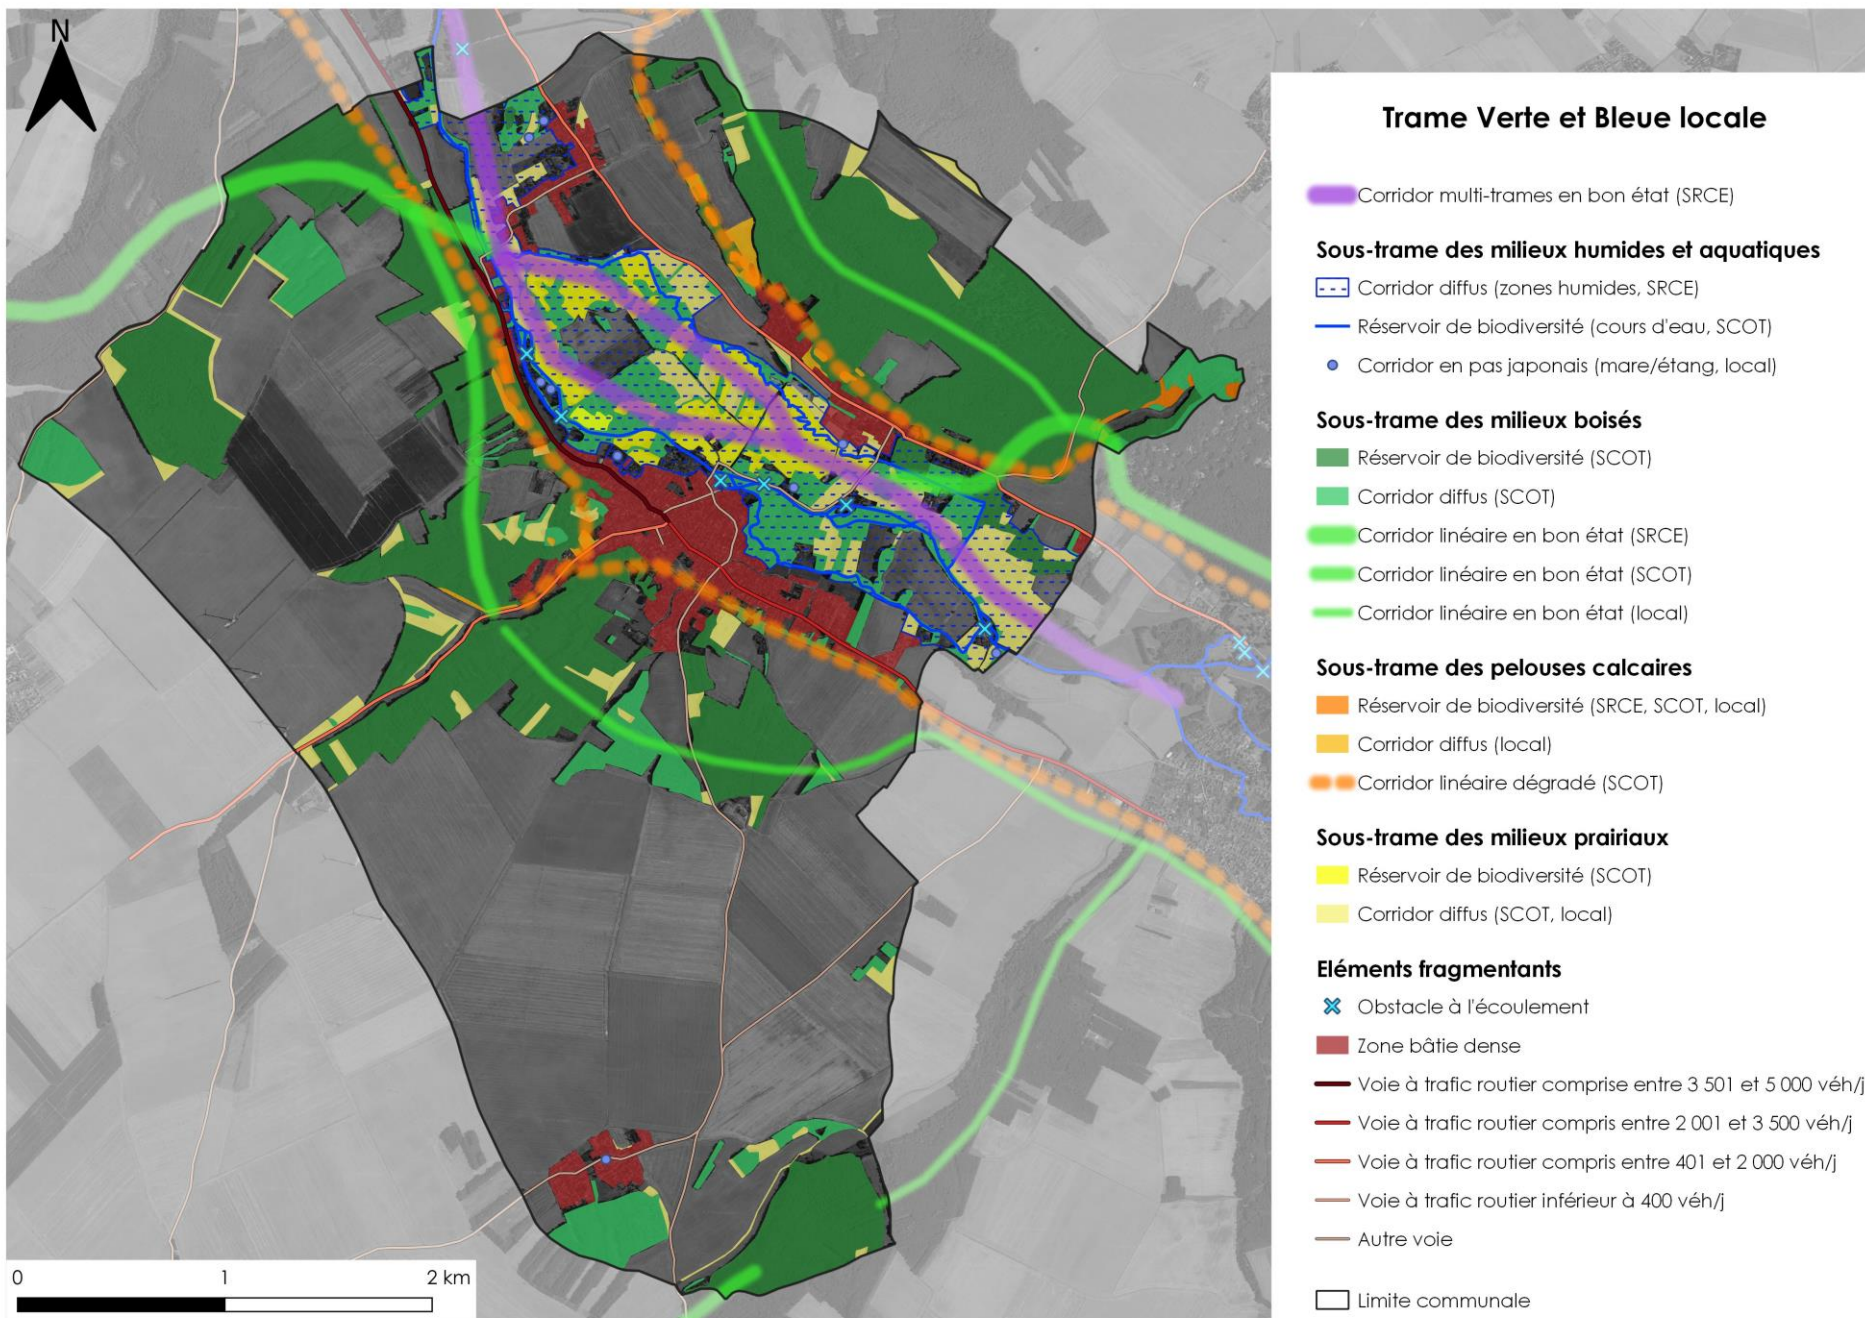 N
Trame Verte et Bleue locale
Corridor multi-trames en bon état (SRCE)
Sous-trame des milieux humides et aquatiques
Corridor diffus (zones humides, SRCE)
Réservoir de biodiversité (cours d'eau, SCOT)
Corridor en pas japonais (mare/étang, local)
Sous-trame des milieux boisés
Réservoir de biodiversité (SCOT)
Corridor diffus (SCOT)
Corridor linéaire en bon état (SRCE)
Corridor linéaire en bon état (SCOT)
Corridor linéaire en bon état (local)
Sous-trame des pelouses calcaires
Réservoir de biodiversité (SRCE, SCOT, local)
Corridor diffus (local)
Corridor linéaire dégradé (SCOT)
Sous-trame des milieux prairiaux
Réservoir de biodiversité (SCOT)
Corridor diffus (SCOT, local)
Eléments fragmentants
Obstacle à l'écoulement
Zone bâtie dense
Voie à trafic routier comprise entre 3 501 et 5 000 véh/j
Voie à trafic routier compris entre 2 001 et 3 500 véh/j
Voie à trafic routier compris entre 401 et 2 000 véh/j
Voie à trafic routier inférieur à 400 véh/j
Autre voie
Limite communale
0 1 2 km